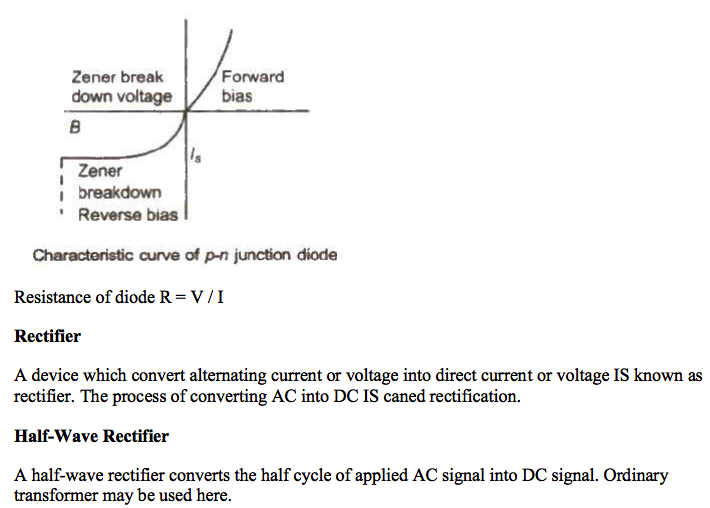 Zener break
down voltage
Forward
bias
B
Is
Zener
breakdown
Reverse bias
Characteristic curve of p-n junction diode
Resistance of diode R = V / I
Rectifier
A device which convert alternating current or voltage into direct current or voltage IS known as
rectifier. The process of converting AC into DC IS caned rectification.
Half-Wave Rectifier
A half-wave rectifier converts the half cycle of applied AC signal into DC signal. Ordinary
transformer may be used here.